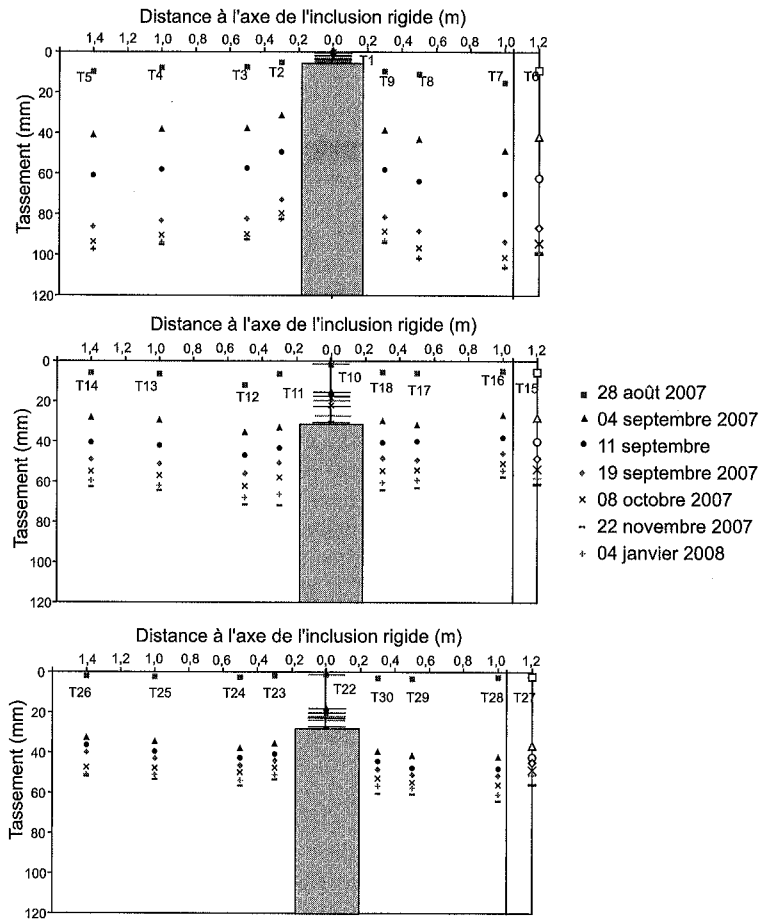 Distance à l'axe de l'inclusion rigide (m)
1,4 1,2 1,0 0,8 0,6 0,4 0,2 0,0 0,2 0,4 0,6 0,8 1,0 1,2
Tassement (mm)
0
20
40
60
80
100
120
T5 T4 T3 T2 T1 T9 T8 T7 T6
Distance à l'axe de l'inclusion rigide (m)
1,4 1,2 1,0 0,8 0,6 0,4 0,2 0,0 0,2 0,4 0,6 0,8 1,0 1,2
Tassement (mm)
0
20
40
60
80
100
120
T14 T13 T12 T11 T10 T18 T17 T16 T15
28 août 2007
04 septembre 2007
11 septembre
19 septembre 2007
08 octobre 2007
22 novembre 2007
04 janvier 2008
Distance à l'axe de l'inclusion rigide (m)
1,4 1,2 1,0 0,8 0,6 0,4 0,2 0,0 0,2 0,4 0,6 0,8 1,0 1,2
Tassement (mm)
0
20
40
60
80
100
120
T26 T25 T24 T23 T22 T30 T29 T28 T27